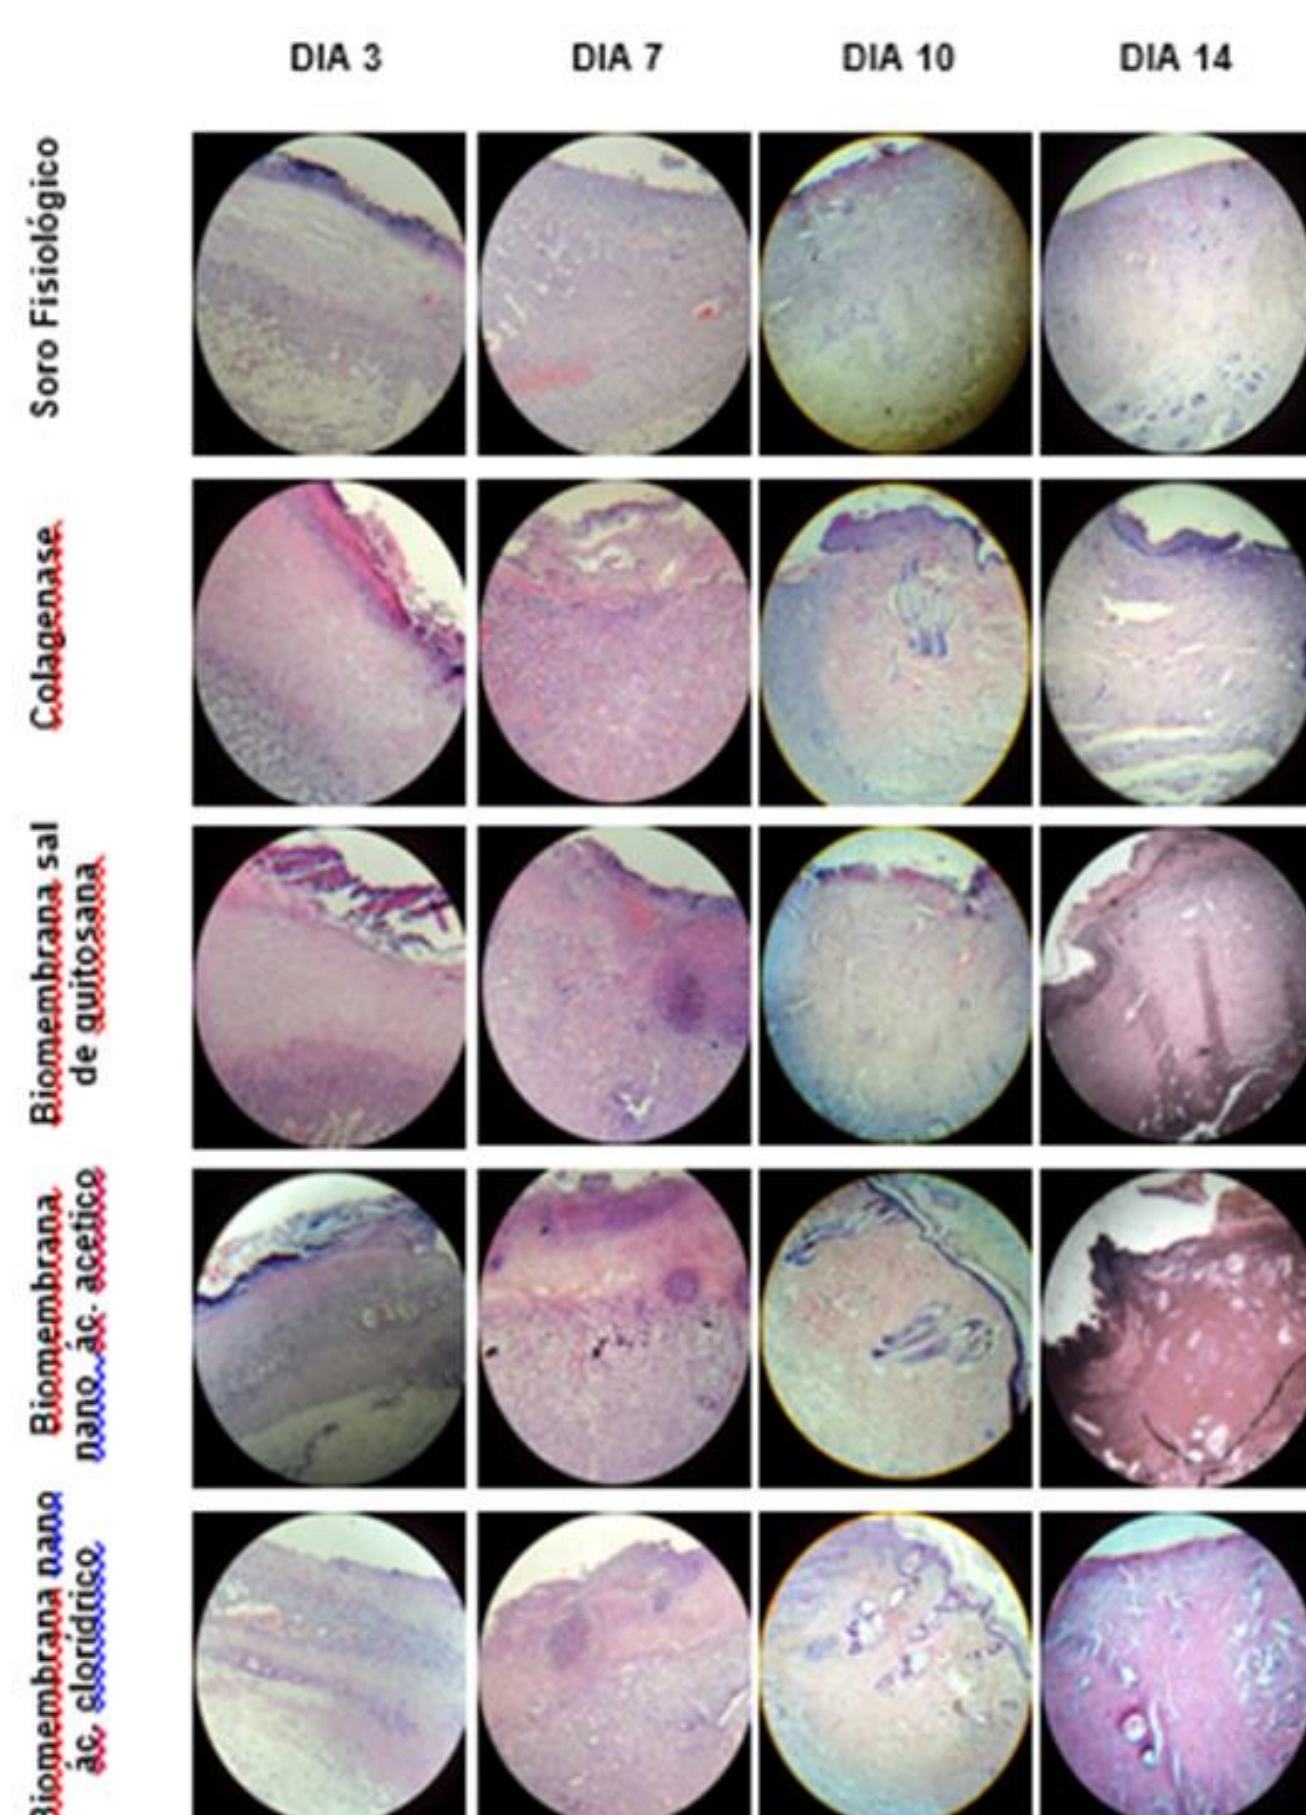 DIA 3 DIA 7 DIA 10 DIA 14
Soro Fisiológico
Colagenase
Biomembrana sal
de quitosana
Biomembrana
nano ác. acetico
Biomembrana nano
ác. clorídrico